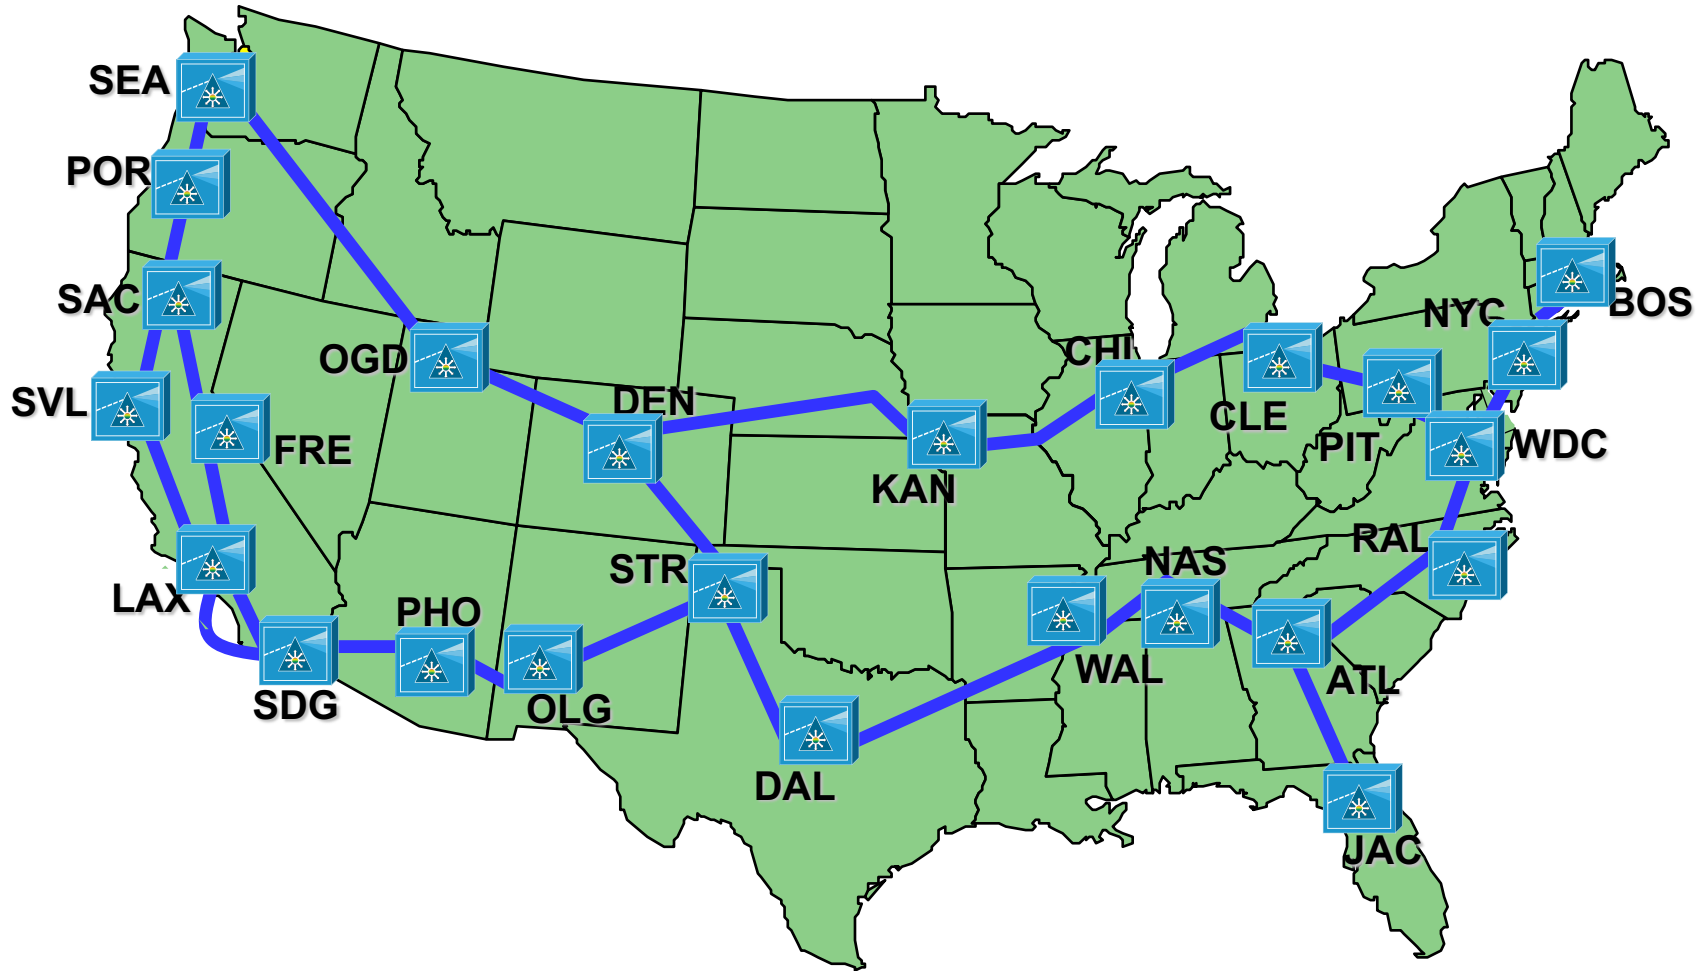 SEA
POR
SAC
SVL
FRE
OGD
DEN
KAN
CHI
CLE
PIT
NYC
BOS
WDC
RAL
NAS
WAL
ATL
JAC
STR
DAL
OLG
PHO
LAX
SDG